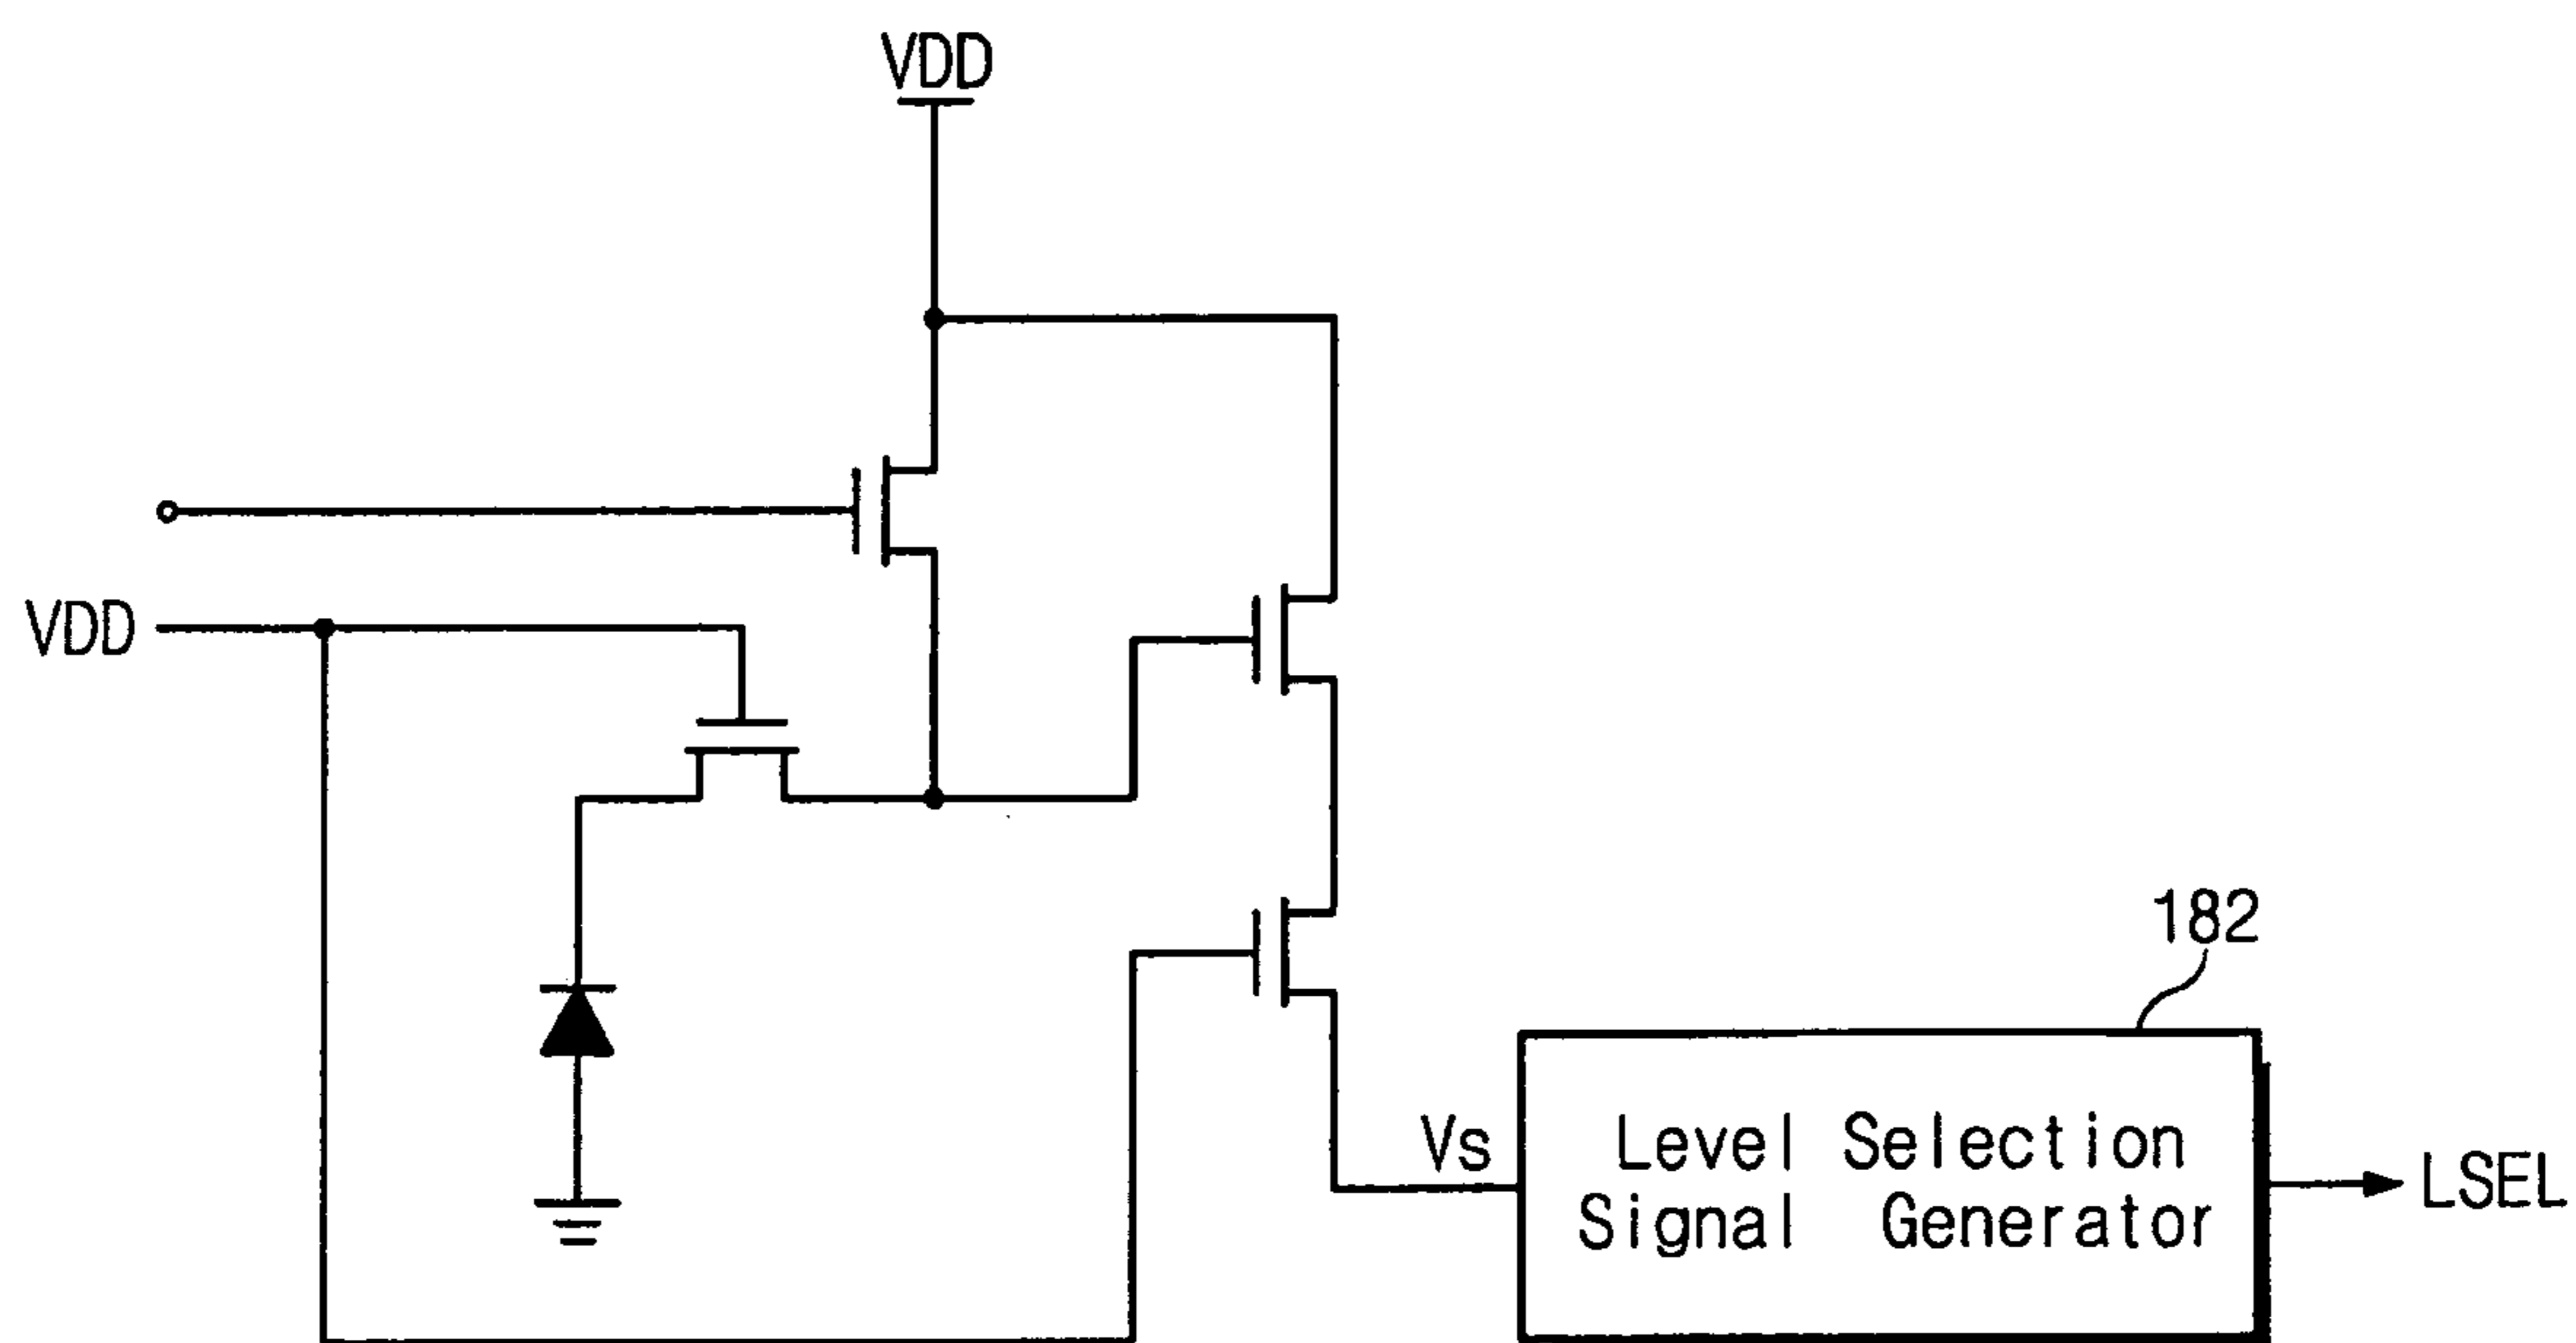 VDD
VDD
182
Vs
Level Selection
Signal Generator
LSEL